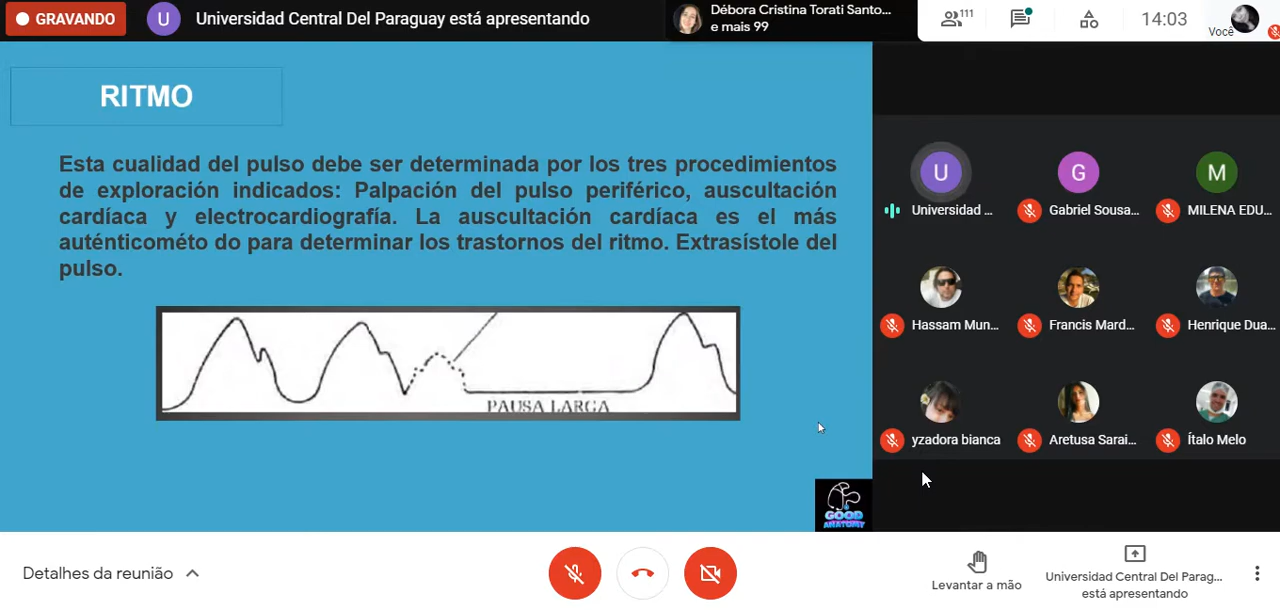 GRAVANDO
U
Universidad Central Del Paraguay está apresentando
Débora Cristina Torati Santo...
e mais 99
111
14:03
Você
RITMO
Esta cualidad del pulso debe ser determinada por los tres procedimientos
de exploración indicados: Palpación del pulso periférico, auscultación
cardíaca y electrocardiografía. La auscultación cardíaca es el más
auténticométo do para determinar los trastornos del ritmo. Extrasístole del
pulso.
PAUSA LARGA
GOOD
ANATOMY
U
Universidad ...
G
Gabriel Sousa...
M
MILENA EDU...
Hassam Mun...
Francis Mard...
Henrique Dua...
yzadora bianca
Aretusa Sarai...
Ítalo Melo
Detalhes da reunião
Levantar a mão
Universidad Central Del Parag...
está apresentando